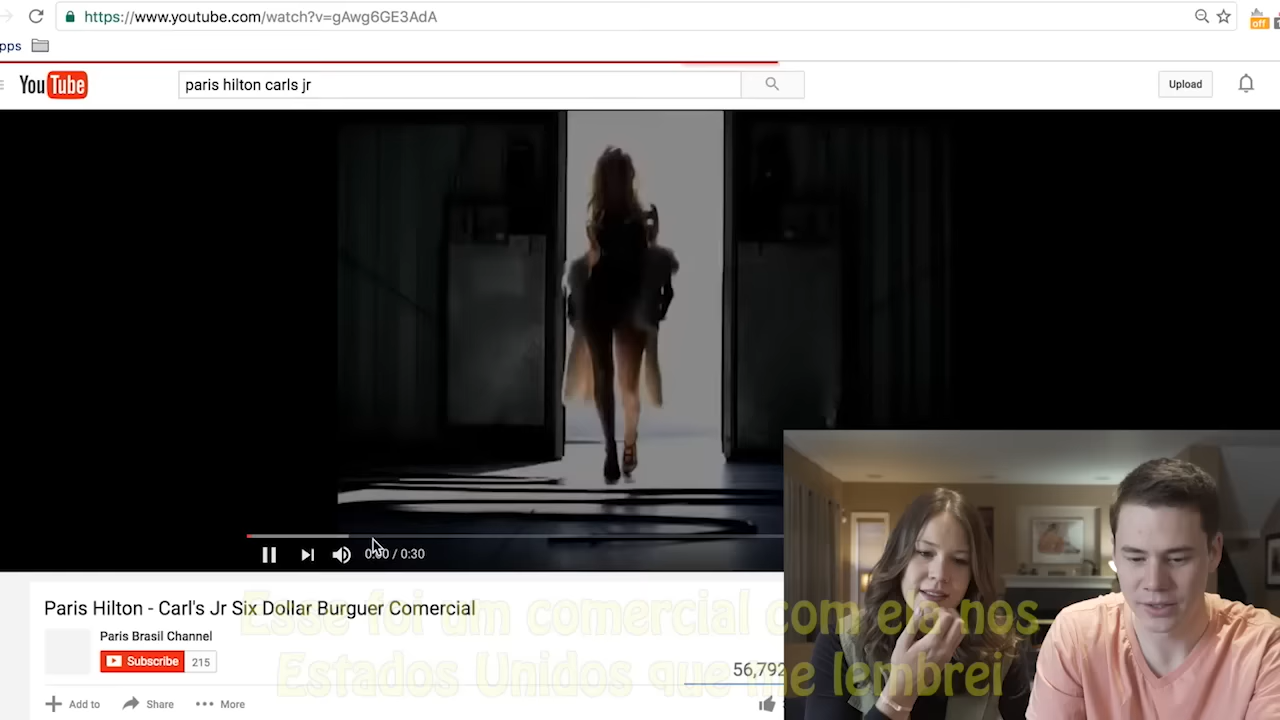 https://www.youtube.com/watch?v=gAwg6GE3AdA
off
pps
YouTube
paris hilton carls jr
Upload
0:00 / 0:30
Paris Hilton - Carl's Jr Six Dollar Burguer Comercial
Esse foi um comercial com ela nos
Estados Unidos que me lembrei
Paris Brasil Channel
Subscribe 215
56,792
Add to Share More